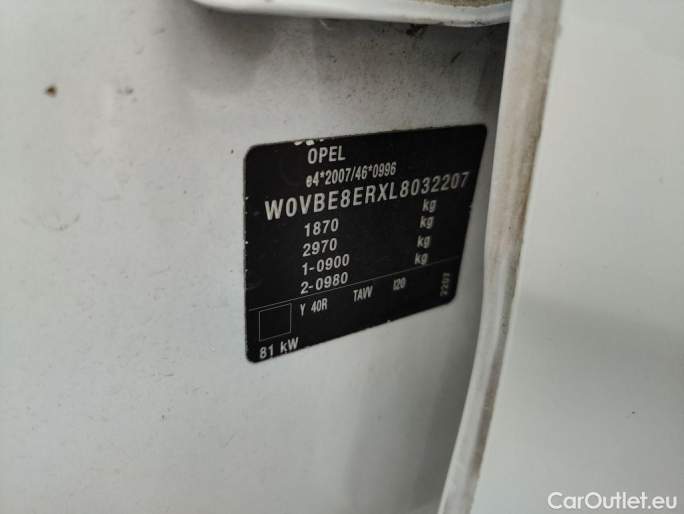 OPEL
e4*2007/46*0996
W0VBE8ERXL8032207
1870 kg
2970 kg
1-0900 kg
2-0980 kg
Y 40R TAVV I20 2207
81 kW
CarOutlet.eu